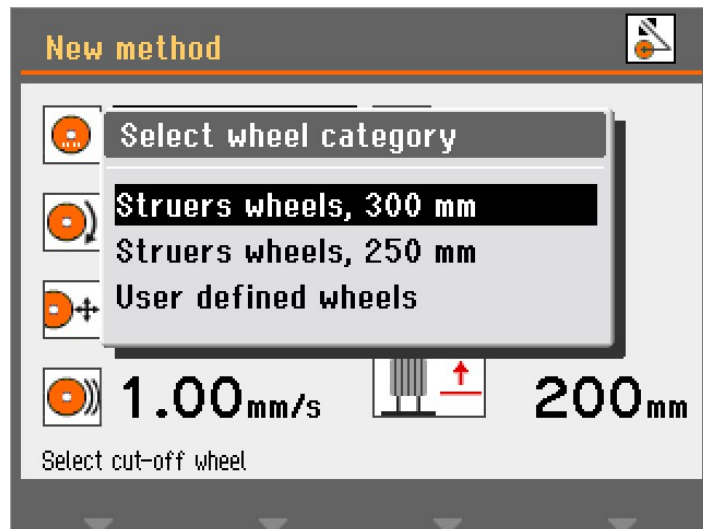 New method
Select wheel category
Struers wheels, 300 mm
Struers wheels, 250 mm
User defined wheels
1.00mm/s 200mm
Select cut-off wheel